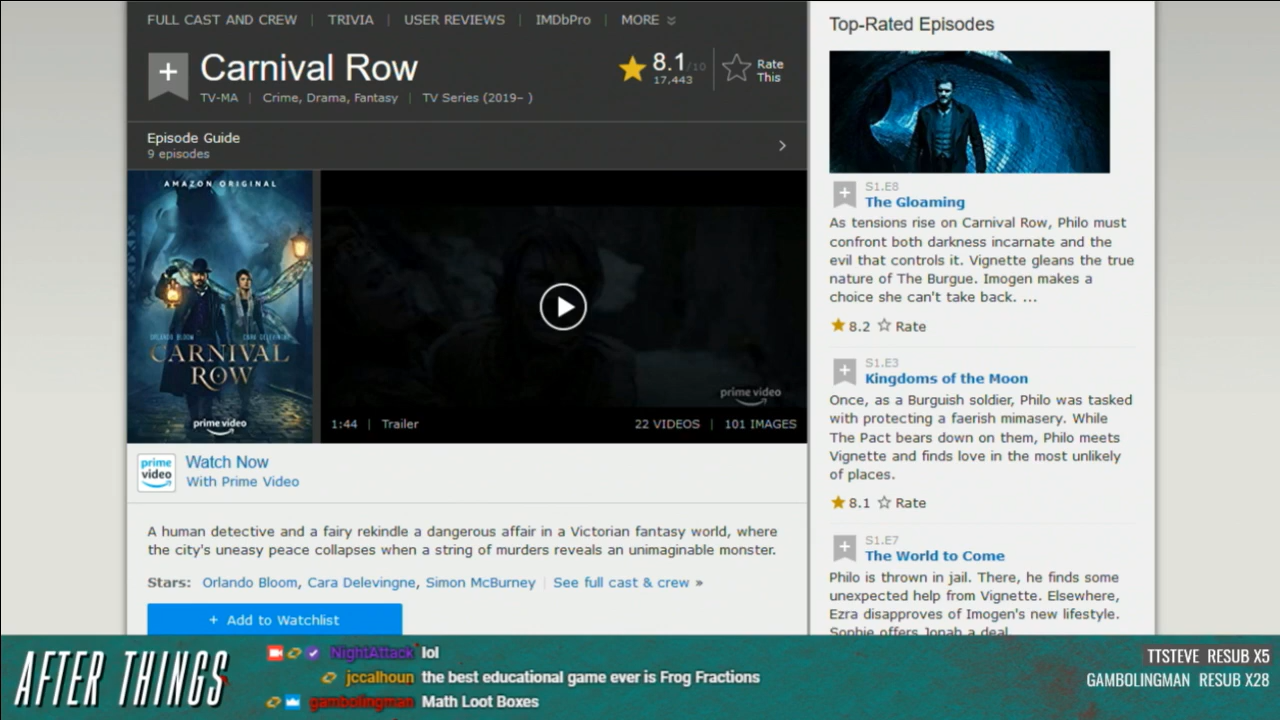 FULL CAST AND CREW | TRIVIA | USER REVIEWS | IMDbPro | MORE
Carnival Row
8.1/10
17,443
Rate This
TV-MA | Crime, Drama, Fantasy | TV Series (2019– )
Episode Guide
9 episodes
AMAZON ORIGINAL
ORLANDO BLOOM CARA DELEVINGNE
CARNIVAL ROW
prime video
prime video
1:44 | Trailer
22 VIDEOS | 101 IMAGES
prime video
Watch Now
With Prime Video
A human detective and a fairy rekindle a dangerous affair in a Victorian fantasy world, where
the city's uneasy peace collapses when a string of murders reveals an unimaginable monster.
Stars: Orlando Bloom, Cara Delevingne, Simon McBurney | See full cast & crew »
+ Add to Watchlist
Top-Rated Episodes
S1.E8
The Gloaming
As tensions rise on Carnival Row, Philo must
confront both darkness incarnate and the
evil that controls it. Vignette gleans the true
nature of The Burgue. Imogen makes a
choice she can't take back. ...
8.2 Rate
S1.E3
Kingdoms of the Moon
Once, as a Burguish soldier, Philo was tasked
with protecting a faerish mimasery. While
The Pact bears down on them, Philo meets
Vignette and finds love in the most unlikely
of places.
8.1 Rate
S1.E7
The World to Come
Philo is thrown in jail. There, he finds some
unexpected help from Vignette. Elsewhere,
Ezra disapproves of Imogen's new lifestyle.
Sophie offers Jonah a deal
AFTER THINGS
NightAttack lol
jccalhoun the best educational game ever is Frog Fractions
gambolingman Math Loot Boxes
TTSTEVE RESUB X5
GAMBOLINGMAN RESUB X28